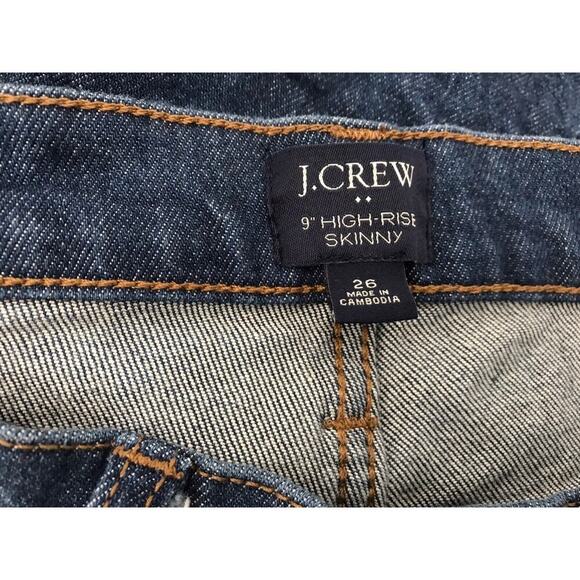 J.CREW
9" HIGH-RISE
SKINNY
26
MADE IN
CAMBODIA